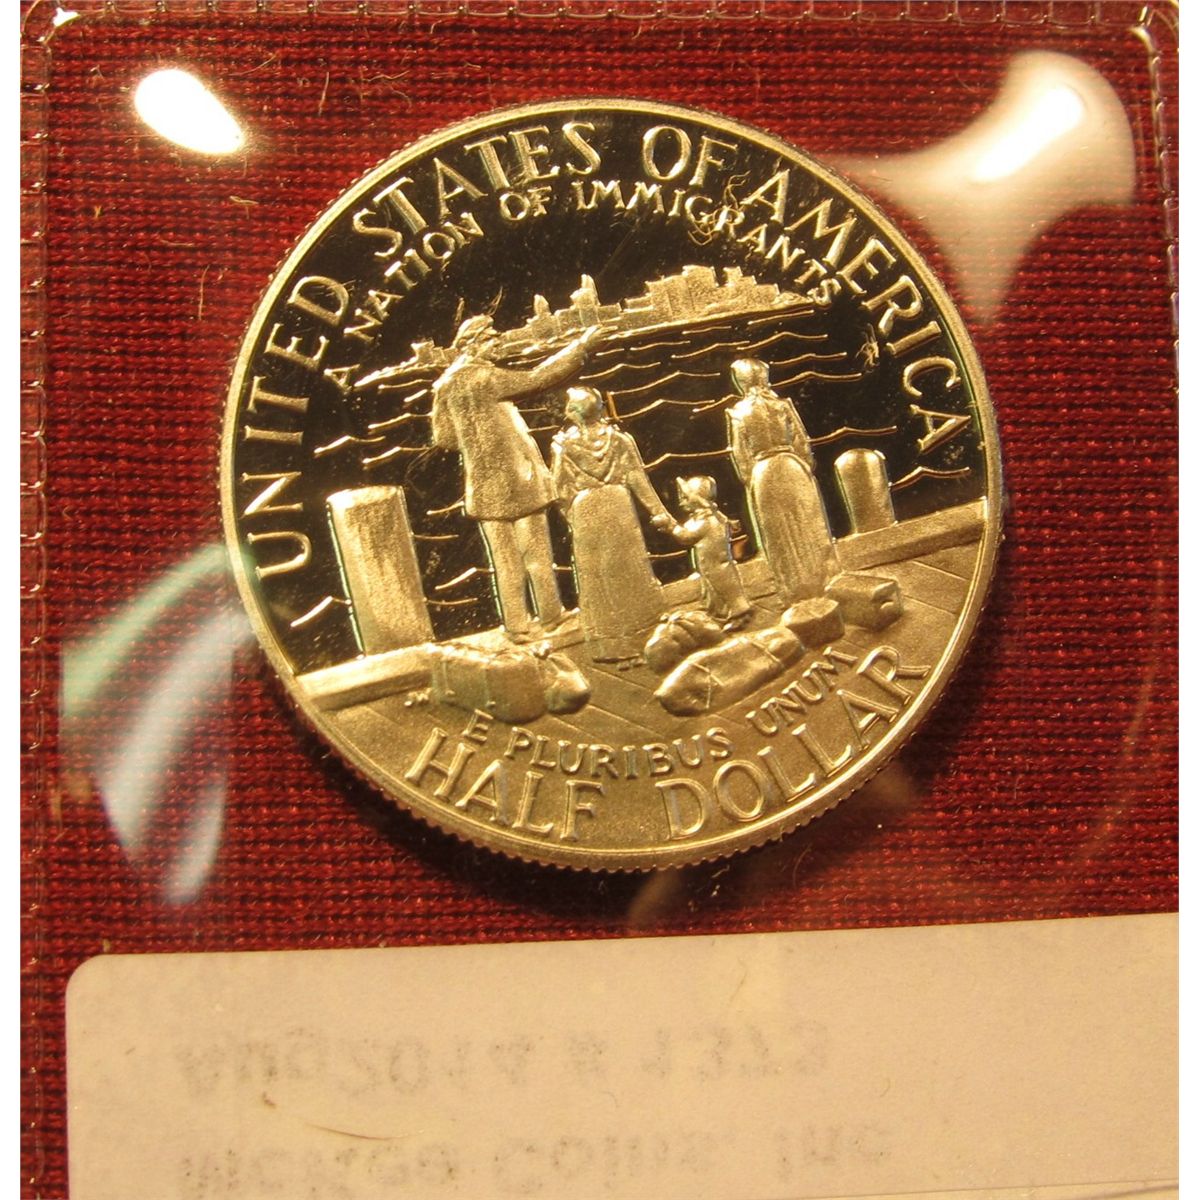 UNITED STATES OF AMERICA
A NATION OF IMMIGRANTS
E PLURIBUS UNUM
HALF DOLLAR